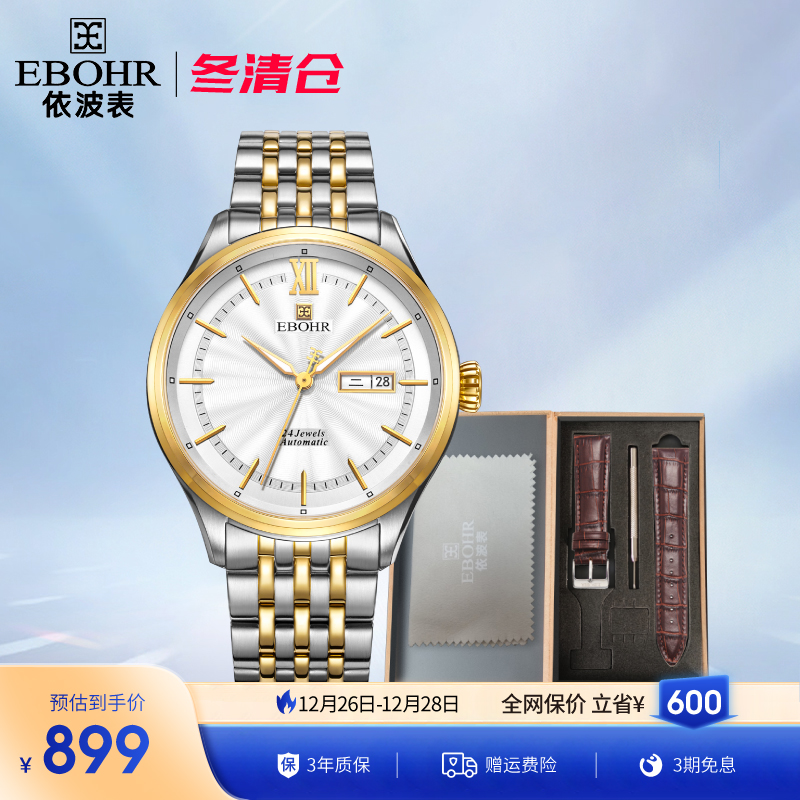 EBOHR
依波表
冬清仓
XII
EBOHR
二 28
24 Jewels
Automatic
EBOHR
依波表
预估到手价
¥899
12月26日-12月28日
全网保价 立省¥600
保 3年质保
赠运费险
3期免息